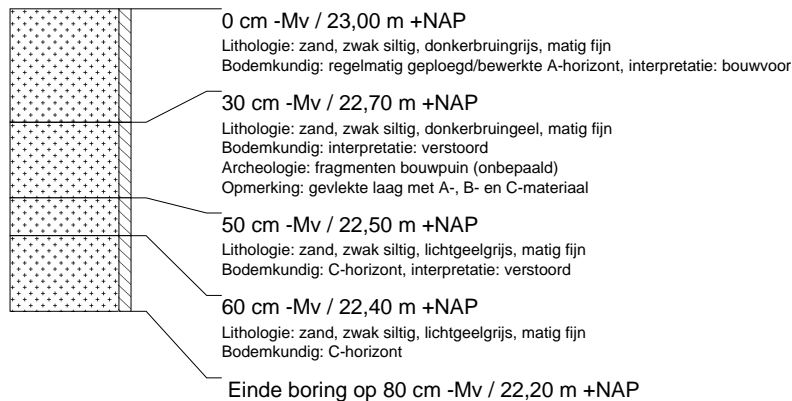 0 cm -Mv / 23,00 m +NAP
Lithologie: zand, zwak siltig, donkerbruingrijs, matig fijn
Bodemkundig: regelmatig geploegd/bewerkte A-horizont, interpretatie: bouwvoor
30 cm -Mv / 22,70 m +NAP
Lithologie: zand, zwak siltig, donkerbruingeel, matig fijn
Bodemkundig: interpretatie: verstoord
Archeologie: fragmenten bouwpuin (onbepaald)
Opmerking: gevlekte laag met A-, B- en C-materiaal
50 cm -Mv / 22,50 m +NAP
Lithologie: zand, zwak siltig, lichtgeelgrijs, matig fijn
Bodemkundig: C-horizont, interpretatie: verstoord
60 cm -Mv / 22,40 m +NAP
Lithologie: zand, zwak siltig, lichtgeelgrijs, matig fijn
Bodemkundig: C-horizont
Einde boring op 80 cm -Mv / 22,20 m +NAP